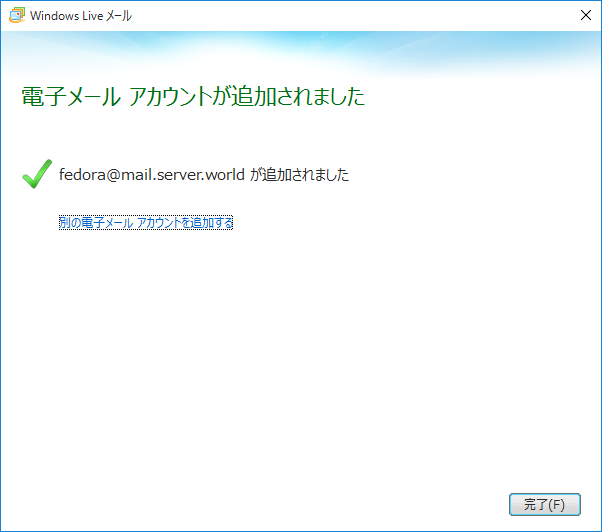 Windows Live メール
電子メール アカウントが追加されました
fedora@mail.server.world が追加されました
別の電子メール アカウントを追加する
完了(F)